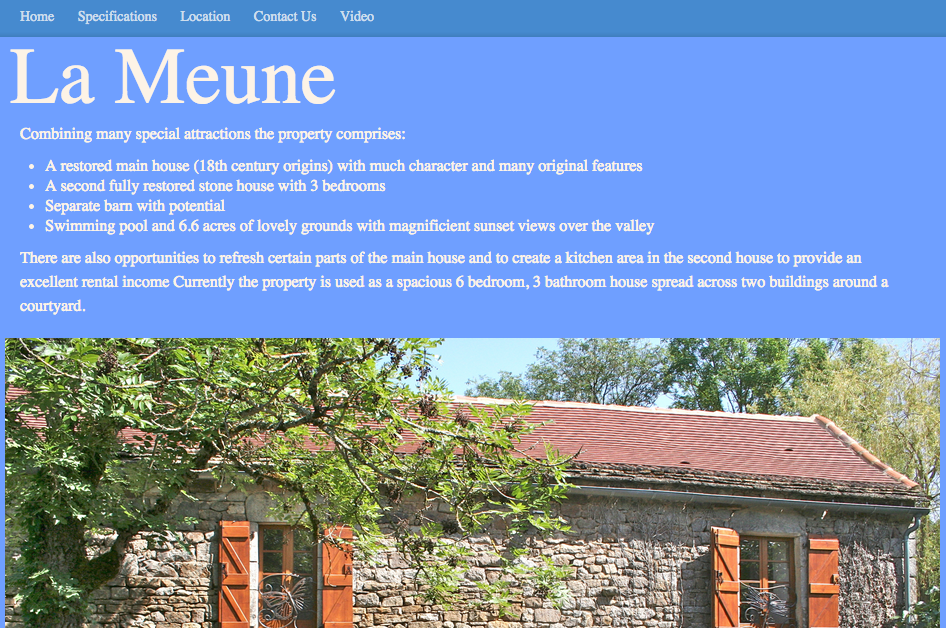 Home Specifications Location Contact Us Video
La Meune
Combining many special attractions the property comprises:
• A restored main house (18th century origins) with much character and many original features
• A second fully restored stone house with 3 bedrooms
• Separate barn with potential
• Swimming pool and 6.6 acres of lovely grounds with magnificient sunset views over the valley
There are also opportunities to refresh certain parts of the main house and to create a kitchen area in the second house to provide an
excellent rental income Currently the property is used as a spacious 6 bedroom, 3 bathroom house spread across two buildings around a
courtyard.